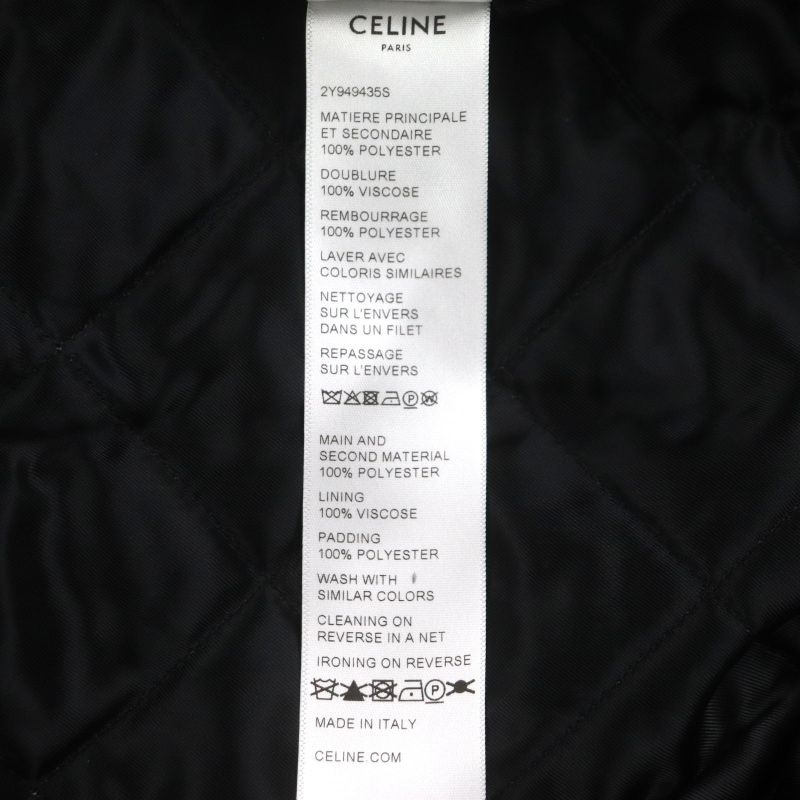 CELINE
PARIS
2Y949435S
MATIERE PRINCIPALE
ET SECONDAIRE
100% POLYESTER
DOUBLURE
100% VISCOSE
REMBOURRAGE
100% POLYESTER
LAVER AVEC
COLORIS SIMILAIRES
NETTOYAGE
SUR L'ENVERS
DANS UN FILET
REPASSAGE
SUR L'ENVERS
P
MAIN AND
SECOND MATERIAL
100% POLYESTER
LINING
100% VISCOSE
PADDING
100% POLYESTER
WASH WITH
SIMILAR COLORS
CLEANING ON
REVERSE IN A NET
IRONING ON REVERSE
P
MADE IN ITALY
CELINE.COM